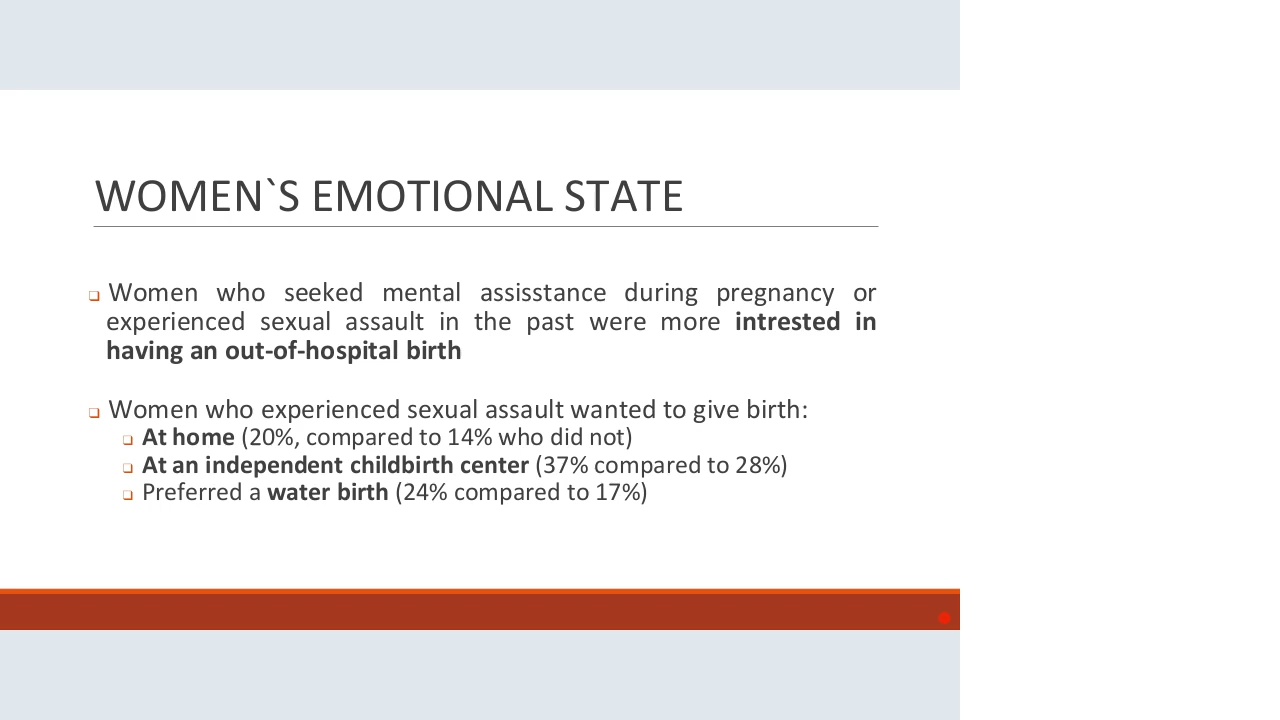 WOMEN`S EMOTIONAL STATE
❑ Women who seeked mental assisstance during pregnancy or
experienced sexual assault in the past were more intrested in
having an out-of-hospital birth
❑ Women who experienced sexual assault wanted to give birth:
❑ At home (20%, compared to 14% who did not)
❑ At an independent childbirth center (37% compared to 28%)
❑ Preferred a water birth (24% compared to 17%)